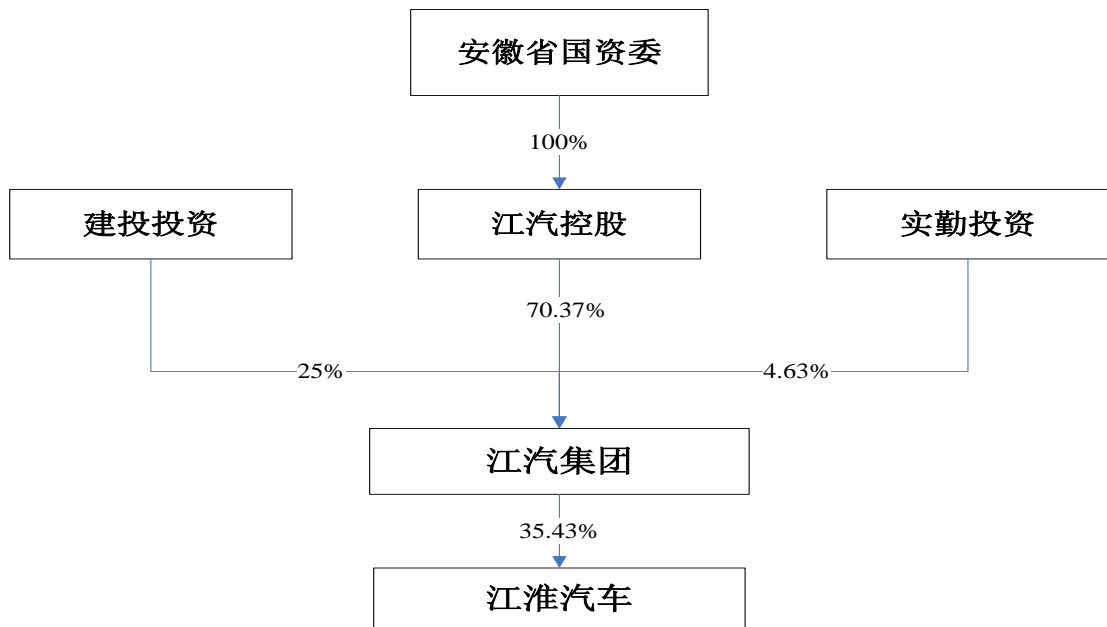 安徽省国资委
100%
建投投资
江汽控股
实勤投资
70.37%
25%
4.63%
江汽集团
35.43%
江淮汽车